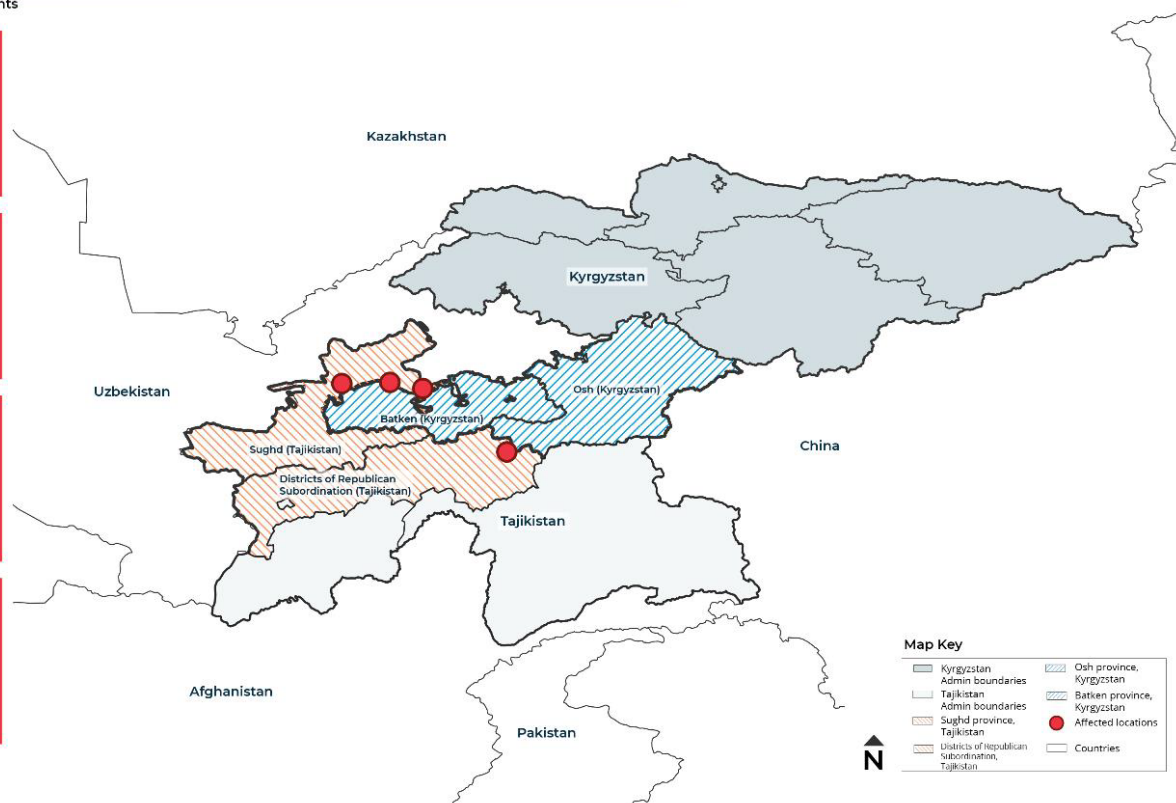 Kazakhstan
Kyrgyzstan
Uzbekistan
Osh (Kyrgyzstan)
Batken (Kyrgyzstan)
China
Sughd (Tajikistan)
Districts of Republican
Subordination (Tajikistan)
Tajikistan
Afghanistan
Pakistan
N
Map Key
Kyrgyzstan
Admin boundaries
Tajikistan
Admin boundaries
Sughd province,
Tajikistan
Districts of Republican
Subordination,
Tajikistan
Osh province,
Kyrgyzstan
Batken province,
Kyrgyzstan
Affected locations
Countries